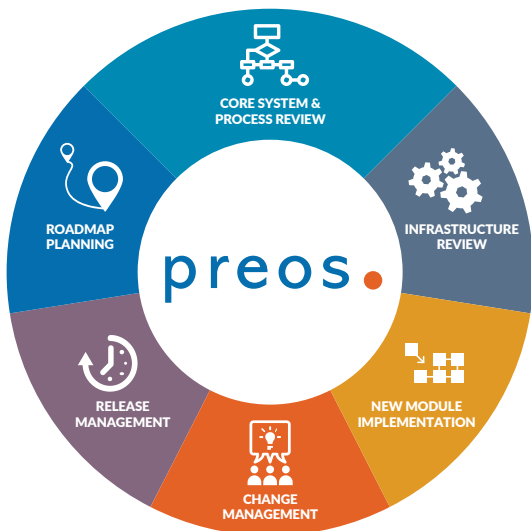 CORE SYSTEM &
PROCESS REVIEW
ROADMAP
PLANNING
INFRASTRUCTURE
REVIEW
preos.
RELEASE
MANAGEMENT
NEW MODULE
IMPLEMENTATION
CHANGE
MANAGEMENT